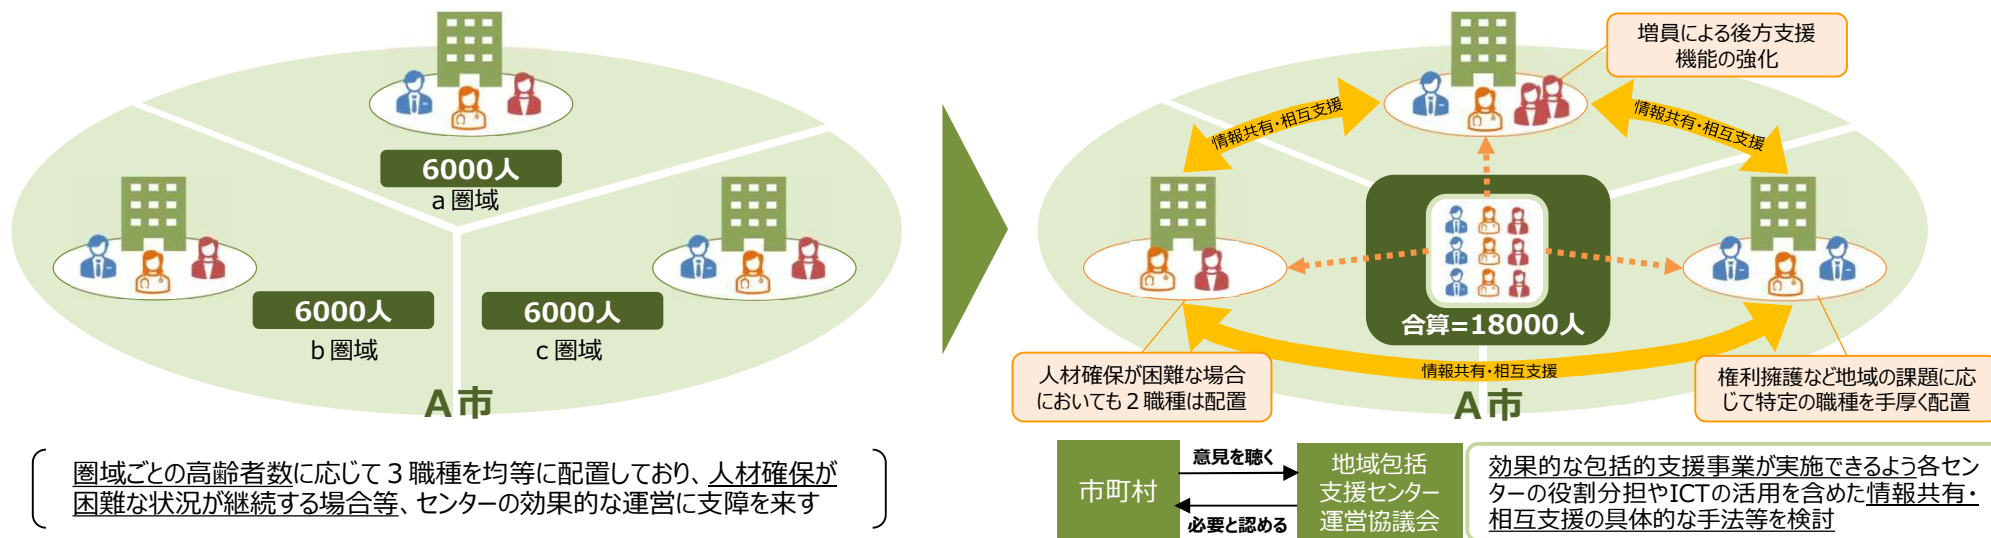 6000人
a 圏域
6000人
b 圏域
6000人
c 圏域
A 市
圏域ごとの高齢者数に応じて３職種を均等に配置しており、人材確保が
困難な状況が継続する場合等、センターの効果的な運営に支障を来す
増員による後方支援
機能の強化
情報共有・相互支援
情報共有・相互支援
合算=18000人
情報共有・相互支援
人材確保が困難な場合
においても２職種は配置
権利擁護など地域の課題に応
じて特定の職種を手厚く配置
A 市
市町村
意見を聴く
必要と認める
地域包括
支援センター
運営協議会
効果的な包括的支援事業が実施できるよう各セン
ターの役割分担やICTの活用を含めた情報共有・
相互支援の具体的な手法等を検討